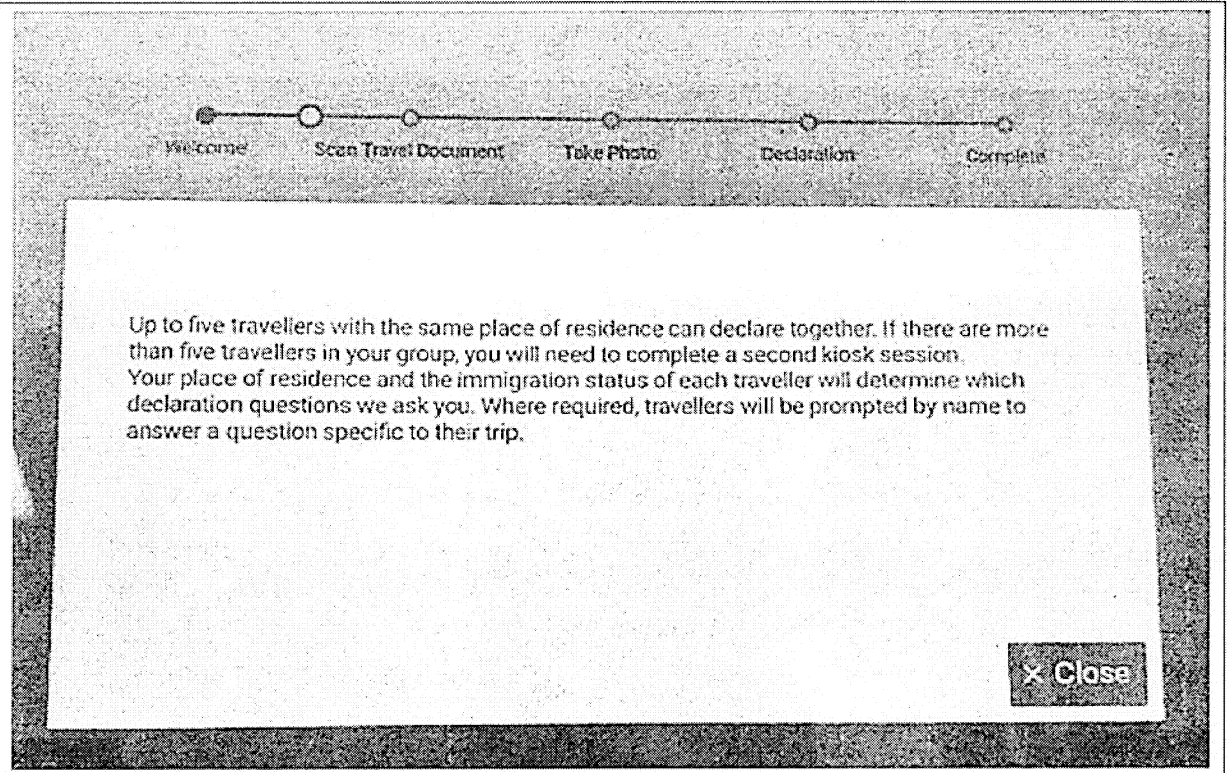 Welcome Scan Travel Document Take Photo Declaration Complete
Up to five travellers with the same place of residence can declare together. If there are more
than five travellers in your group, you will need to complete a second kiosk session.
Your place of residence and the immigration status of each traveller will determine which
declaration questions we ask you. Where required, travellers will be prompted by name to
answer a question specific to their trip.
× Close